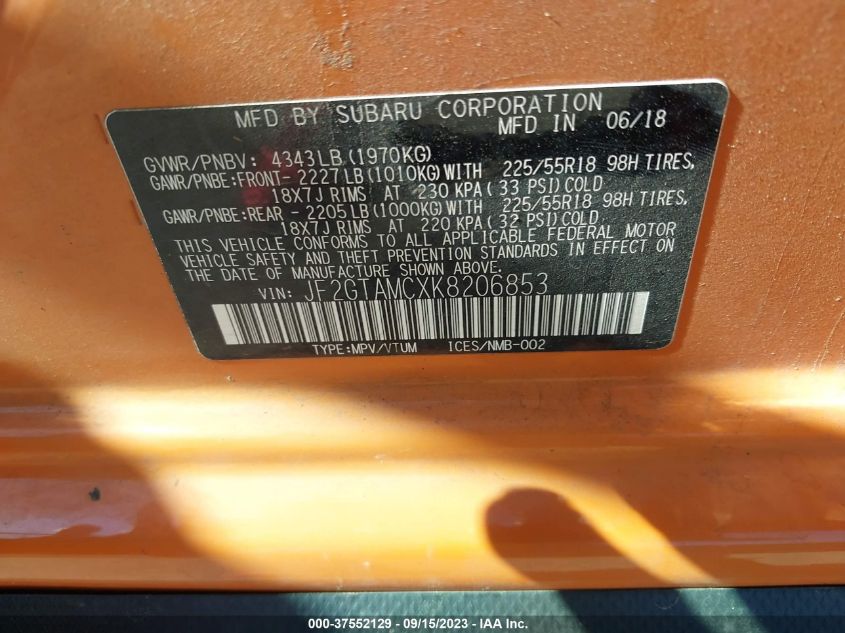 MFD BY SUBARU CORPORATION
MFD IN 06/18
GVWR/PNBV: 4343LB(1970KG)
GAWR/PNBE:FRONT- 2227LB(1010KG)WITH 225/55R18 98H TIRES,
18X7J RIMS AT 230 KPA( 33 PSI)COLD
GAWR/PNBE:REAR - 2205LB(1000KG)WITH 225/55R18 98H TIRES,
18X7J RIMS AT 220 KPA( 32 PSI)COLD
THIS VEHICLE CONFORMS TO ALL APPLICABLE FEDERAL MOTOR
VEHICLE SAFETY AND THEFT PREVENTION STANDARDS IN EFFECT ON
THE DATE OF MANUFACTURE SHOWN ABOVE.
VIN: JF2GTAMCXK8206853
TYPE:MPV/VTUM ICES/NMB-002
000-37552129 - 09/15/2023 - IAA Inc.